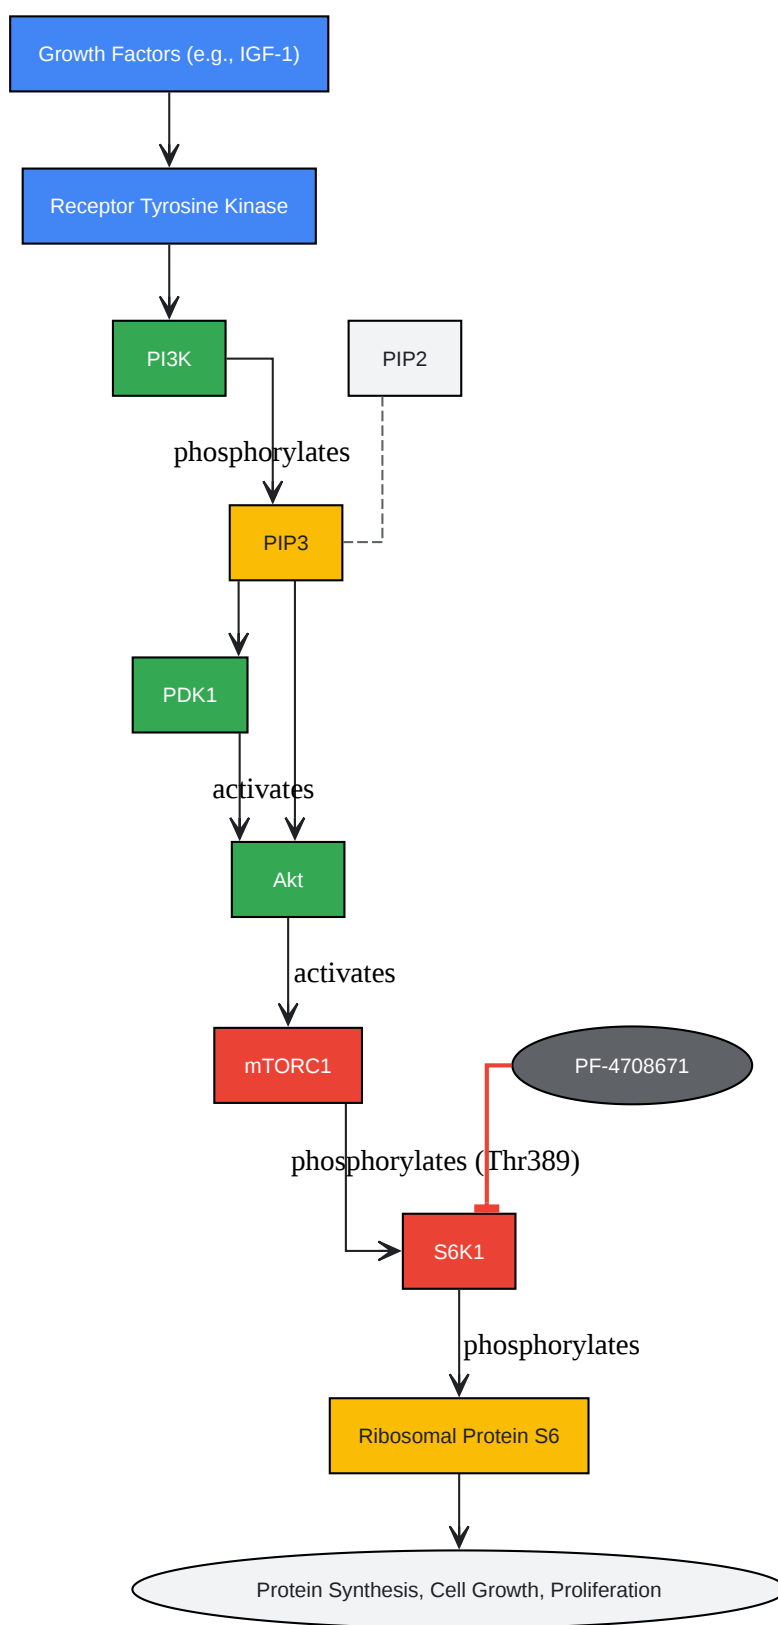 Growth Factors (e.g., IGF-1)
Receptor Tyrosine Kinase
PI3K
PIP2
phosphorylates
PIP3
PDK1
activates
Akt
activates
mTORC1
PF-4708671
phosphorylates (Thr389)
S6K1
phosphorylates
Ribosomal Protein S6
Protein Synthesis, Cell Growth, Proliferation